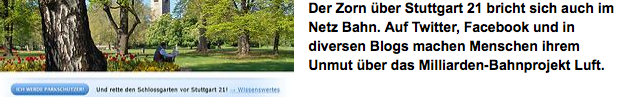 Der Zorn über Stuttgart 21 bricht sich auch im
Netz Bahn. Auf Twitter, Facebook und in
diversen Blogs machen Menschen ihrem
Unmut über das Milliarden-Bahnprojekt Luft.
ICH WERDE PARKSCHÜTZER! Und rette den Schlossgarten vor Stuttgart 21! → Wissenswertes